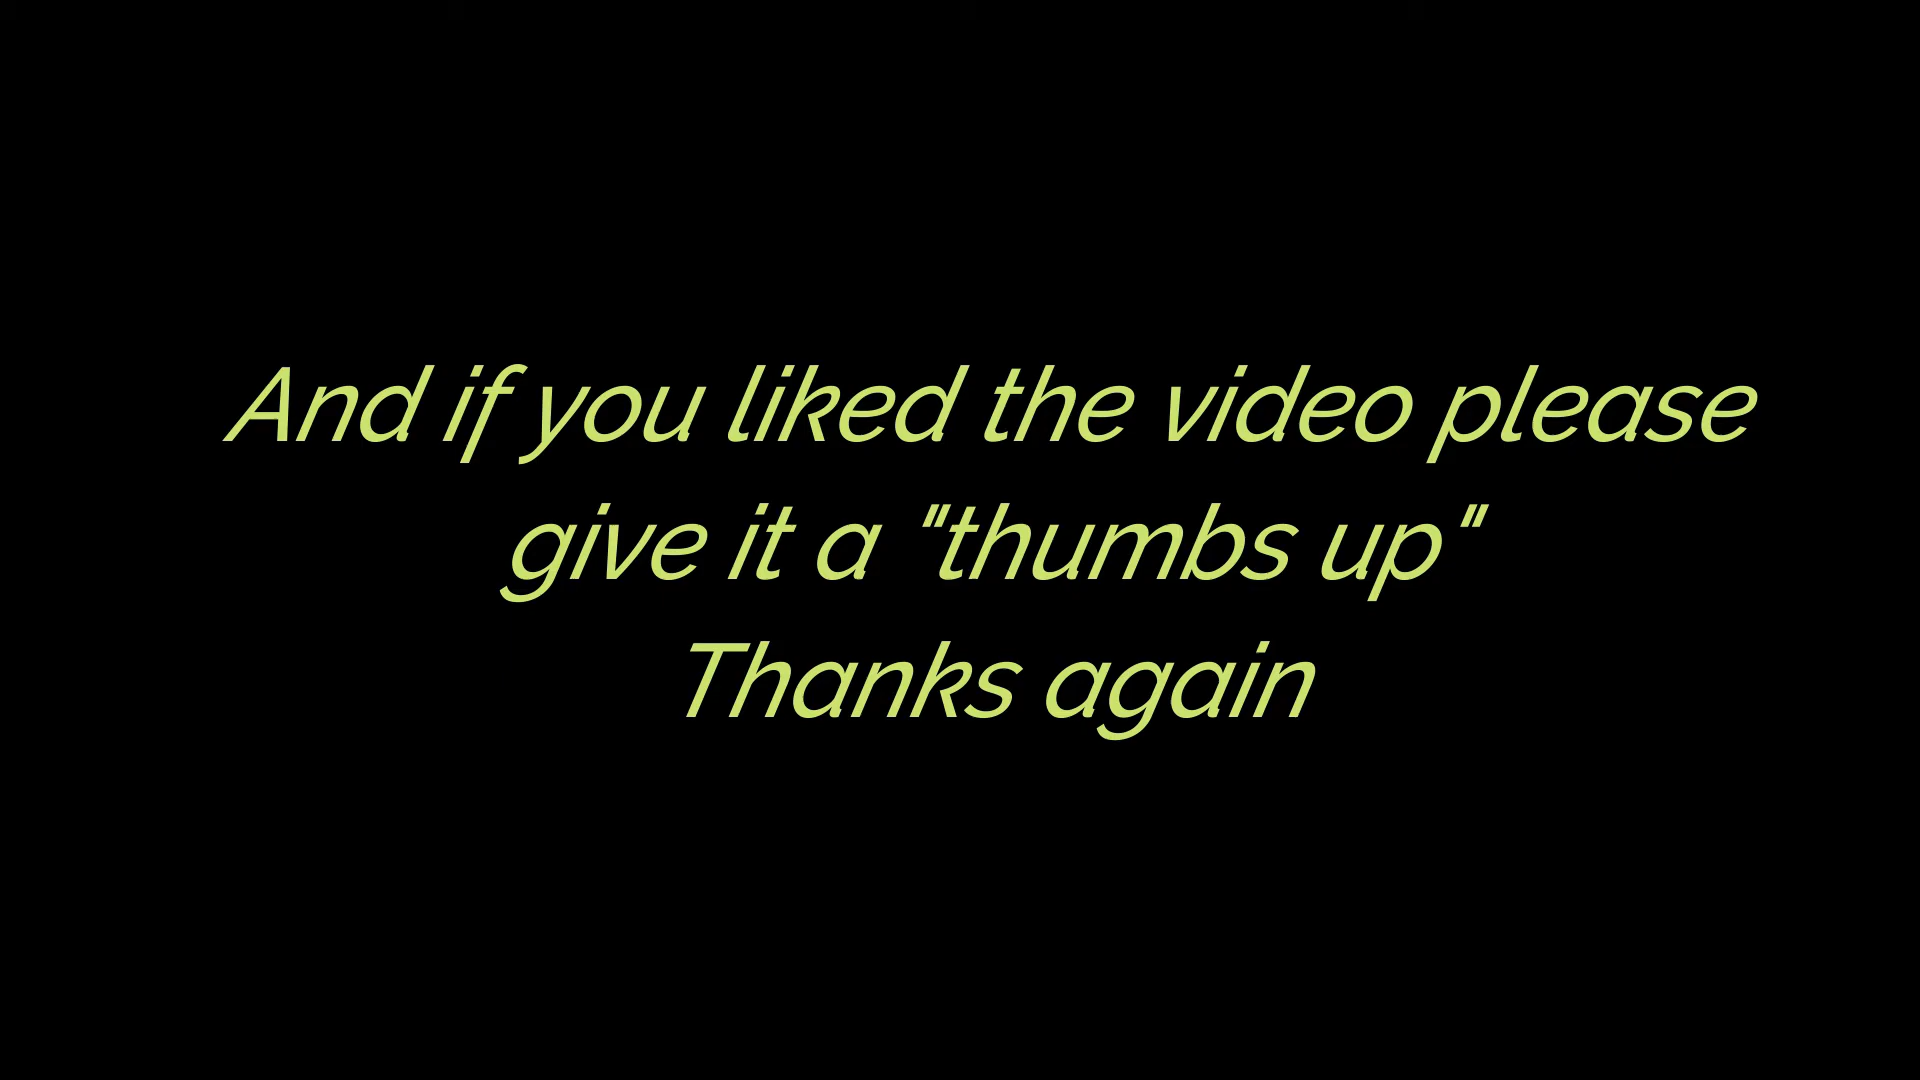 And if you liked the video please
give it a "thumbs up"
Thanks again